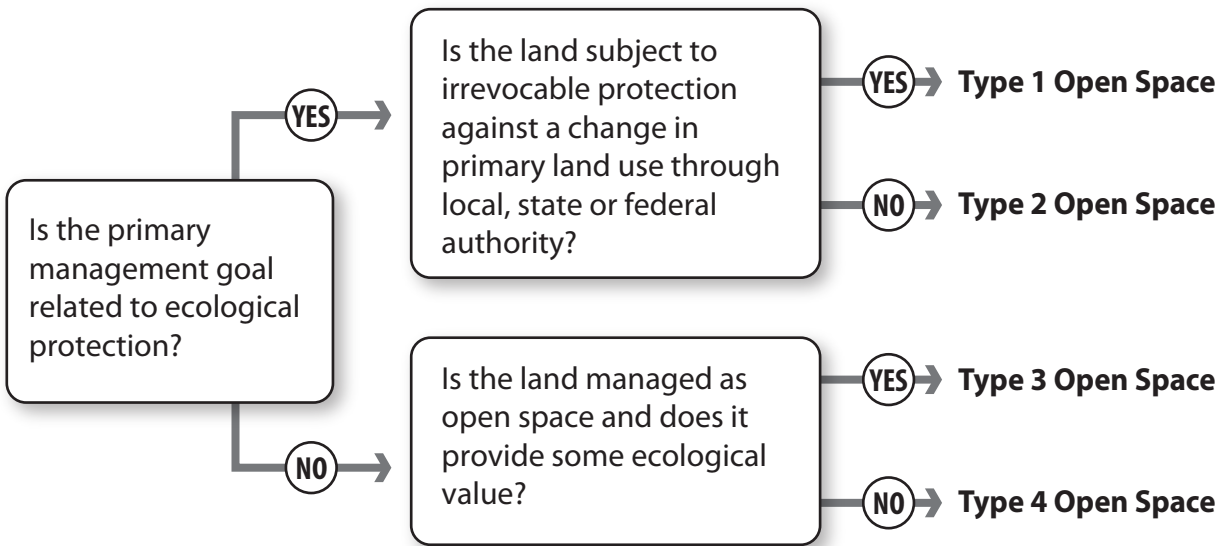 Is the primary
management goal
related to ecological
protection?
YES
Is the land subject to
irrevocable protection
against a change in
primary land use through
local, state or federal
authority?
YES
Type 1 Open Space
NO
Type 2 Open Space
NO
Is the land managed as
open space and does it
provide some ecological
value?
YES
Type 3 Open Space
NO
Type 4 Open Space